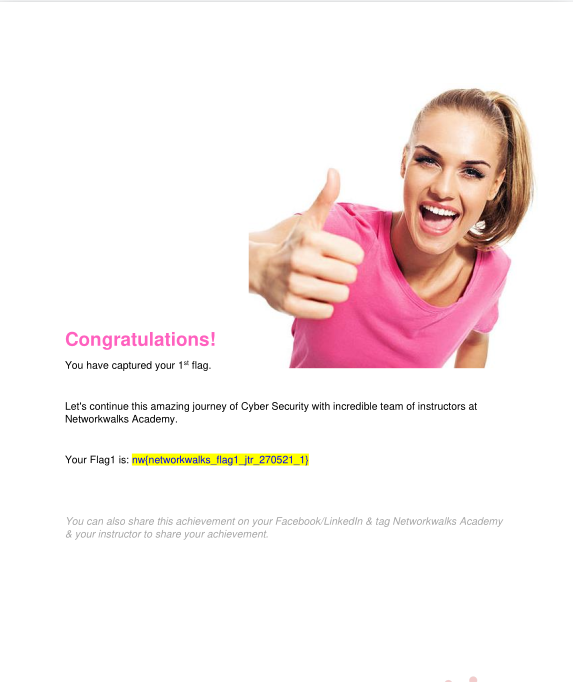 Congratulations!
You have captured your 1st flag.
Let's continue this amazing journey of Cyber Security with incredible team of instructors at
Networkwalks Academy.
Your Flag1 is: nw{networkwalks_flag1_jtr_270521_1}
You can also share this achievement on your Facebook/LinkedIn & tag Networkwalks Academy
& your instructor to share your achievement.